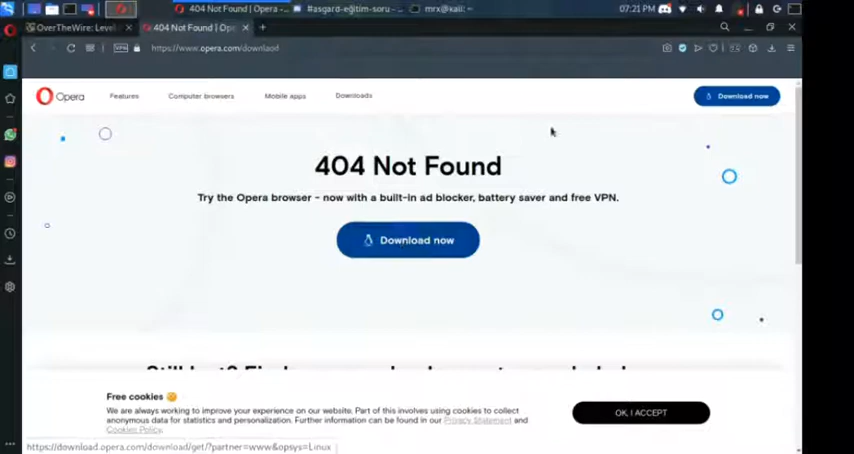 404 Not Found | Opera -...
#asgard-eğitim-soru - ...
mrx@kali: ~
07:21 PM
OverTheWire: Level
404 Not Found | Ope
VPN
https://www.opera.com/downlaod
Opera
Features
Computer browsers
Mobile apps
Downloads
Download now
404 Not Found
Try the Opera browser - now with a built-in ad blocker, battery saver and free VPN.
Download now
Free cookies
We are always working to improve your experience on our website. Part of this involves using cookies to collect
anonymous data for statistics and personalization. Further information can be found in our Privacy Statement and
Cookies Policy.
OK, I ACCEPT
https://download.opera.com/download/get/?partner=www&opsys=Linux